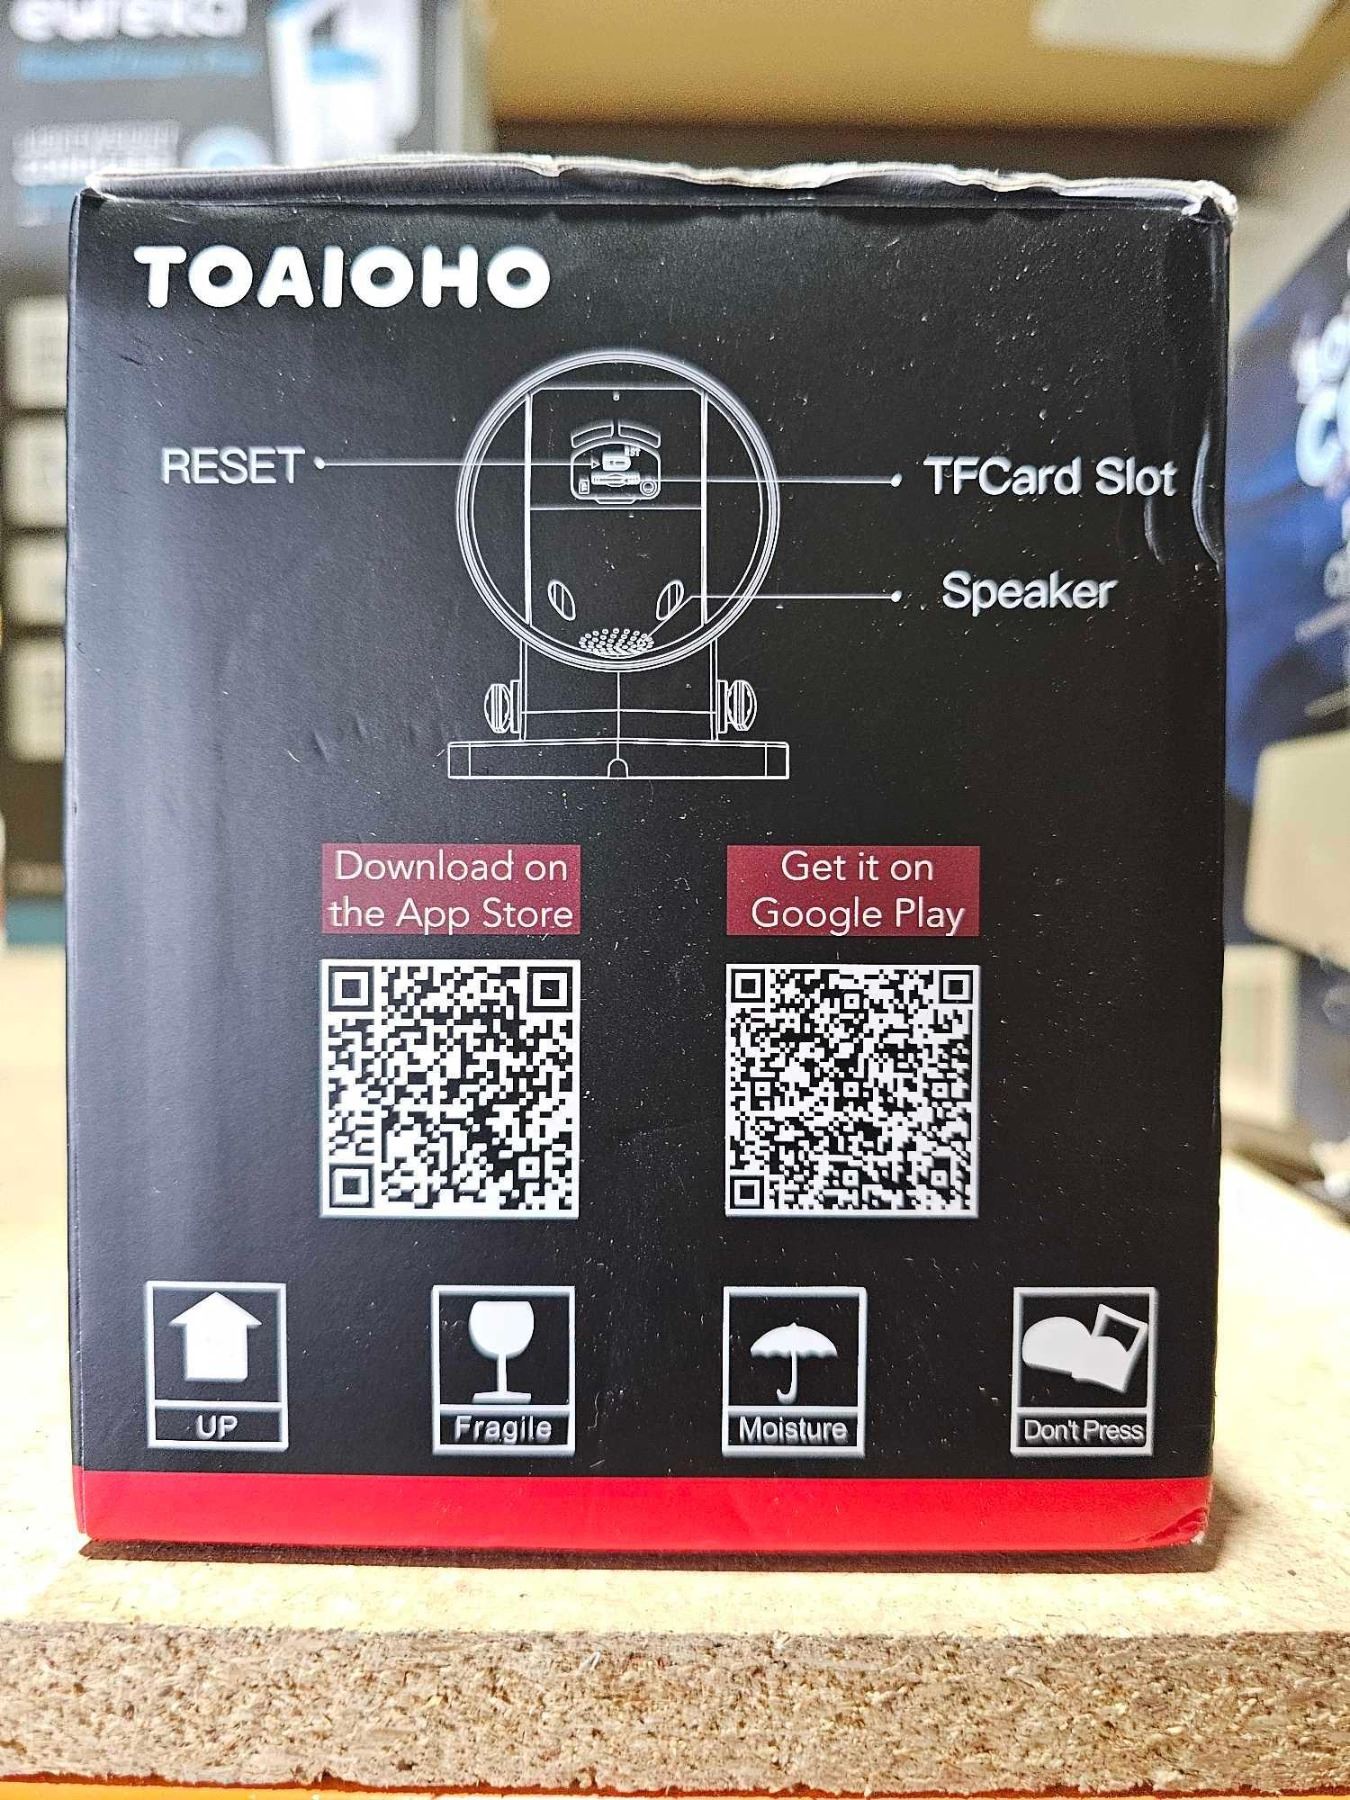 eureka
TOAIOHO
RESET
TFCard Slot
Speaker
Download on
the App Store
Get it on
Google Play
UP
Fragile
Moisture
Don't Press